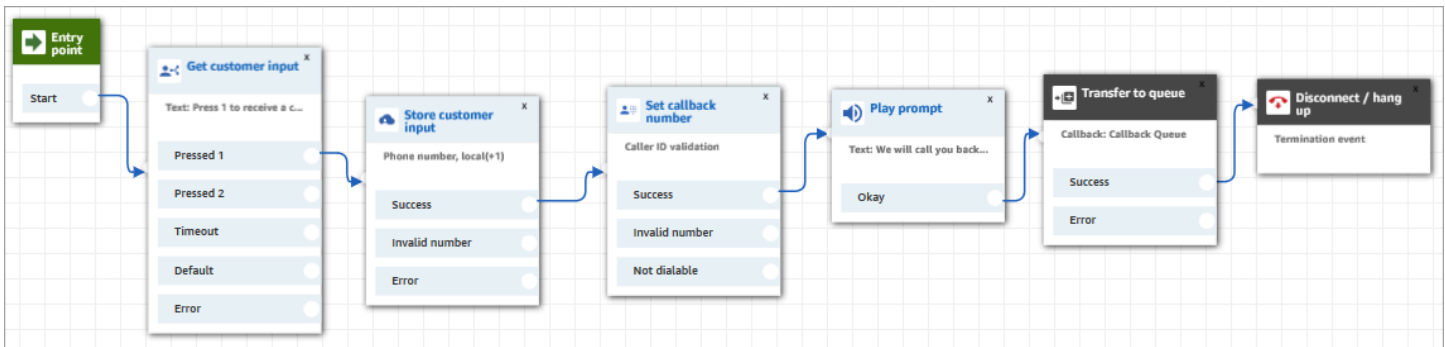 Entry
point
Start
x
Get customer input
Text: Press 1 to receive a c...
Pressed 1
Pressed 2
Timeout
Default
Error
x
Store customer
input
Phone number, local(+1)
Success
Invalid number
Error
x
Set callback
number
Caller ID validation
Success
Invalid number
Not dialable
x
Play prompt
Text: We will call you back...
Okay
x
Transfer to queue
Callback: Callback Queue
Success
Error
x
Disconnect / hang
up
Termination event